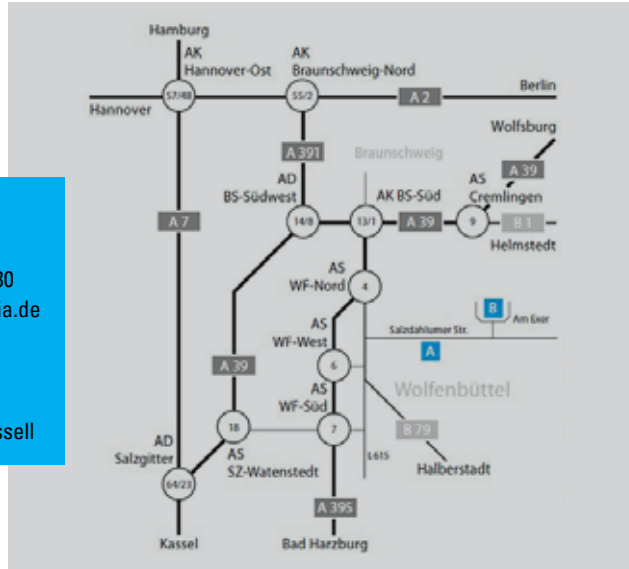 Hamburg
AK
Hannover-Ost
AK
Braunschweig-Nord
57/48
55/2
A 2
Berlin
Hannover
Wolfsburg
A 391
Braunschweig
A 39
AD
BS-Südwest
AK BS-Süd
AS
Cremlingen
A 7
14/8
13/1
A 39
9
B 1
Helmstedt
AS
WF-Nord
4
30
ia.de
B
Am Exer
Salzdahlumer Str.
A
AS
WF-West
6
A 39
AS
WF-Süd
Wolfenbüttel
ssell
18
7
B 79
AD
Salzgitter
AS
SZ-Watenstedt
L615
Halberstadt
64/23
A 395
Kassel
Bad Harzburg